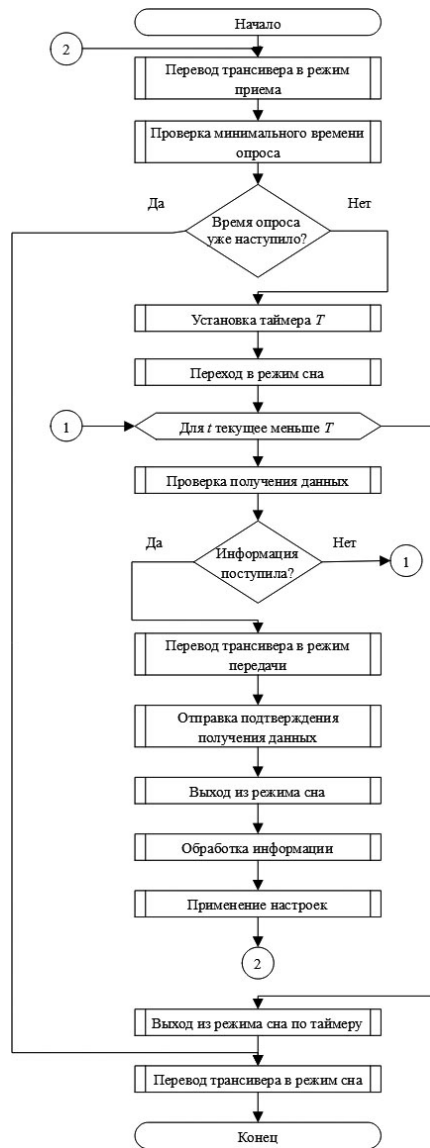 Начало
2
Перевод трансивера в режим
приема
Проверка минимального времени
опроса
Да
Нет
Время опроса
уже наступило?
Установка таймера T
Переход в режим сна
1
Для t текущее меньше T
Проверка получения данных
Да
Нет
Информация
поступила?
1
Перевод трансивера в режим
передачи
Отправка подтверждения
получения данных
Выход из режима сна
Обработка информации
Применение настроек
2
Выход из режима сна по таймеру
Перевод трансивера в режим сна
Конец